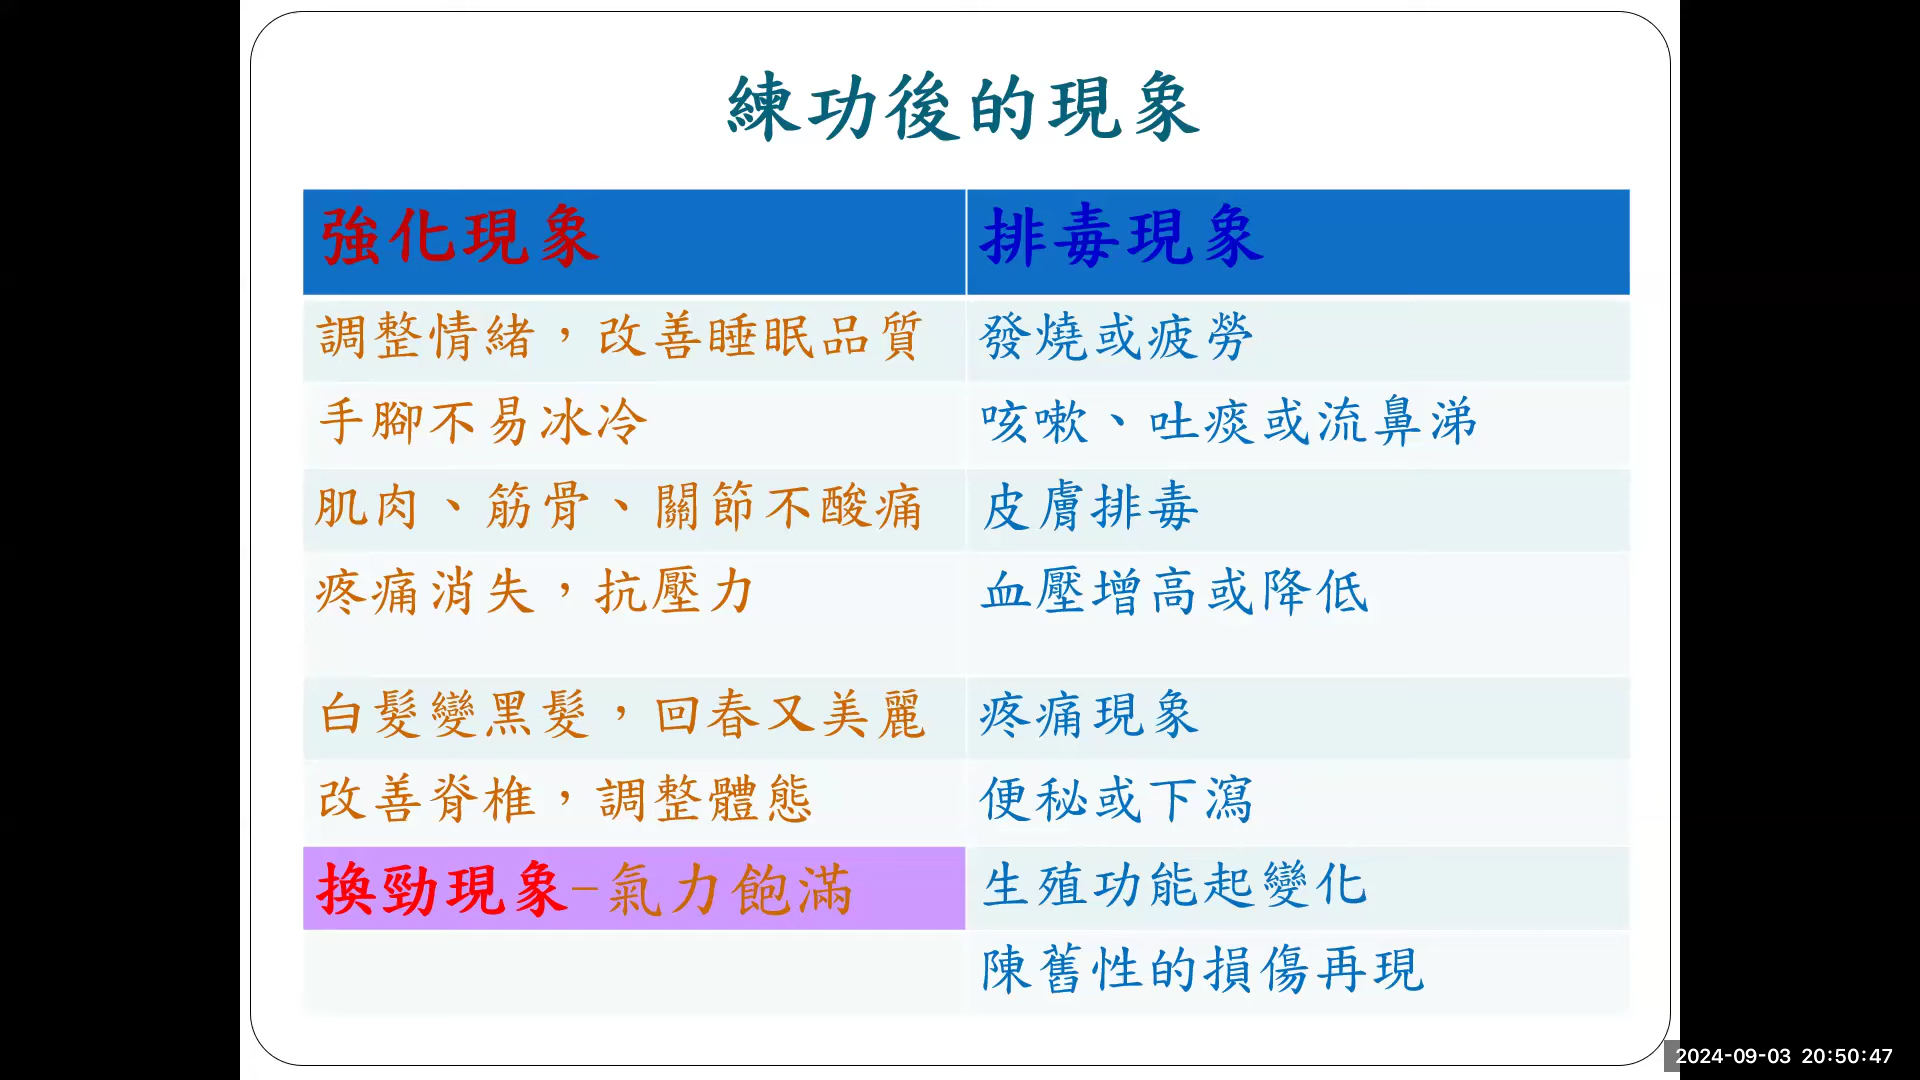 練功後的現象
強化現象
排毒現象
調整情緒，改善睡眠品質
發燒或疲勞
手腳不易冰冷
咳嗽、吐痰或流鼻涕
肌肉、筋骨、關節不酸痛
皮膚排毒
疼痛消失，抗壓力
血壓增高或降低
白髮變黑髮，回春又美麗
疼痛現象
改善脊椎，調整體態
便秘或下瀉
換勁現象-氣力飽滿
生殖功能起變化
陳舊性的損傷再現
2024-09-03 20:50:47